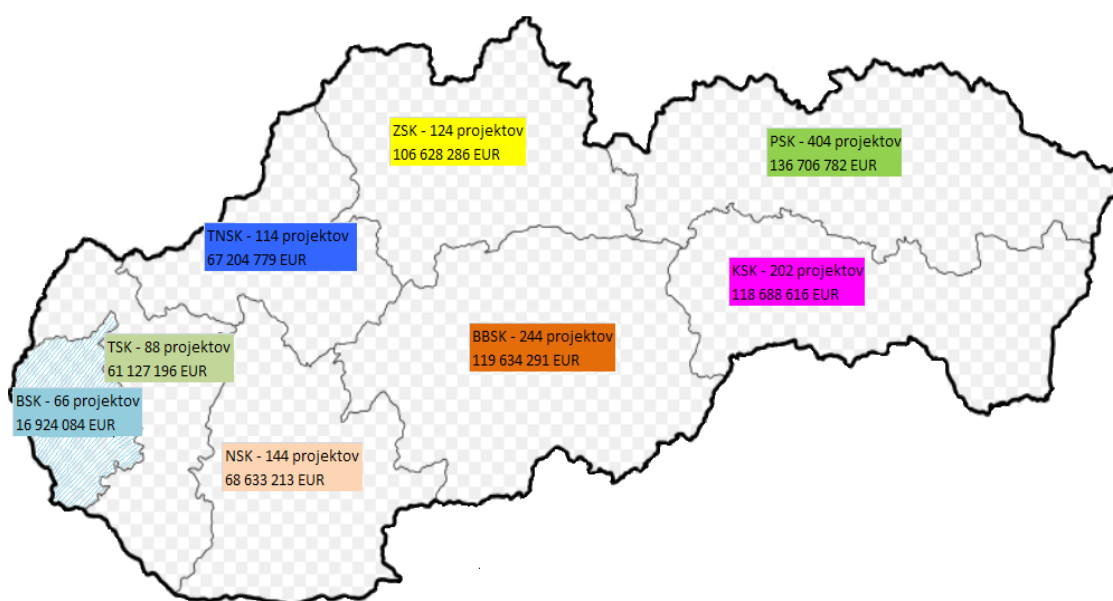 ZSK - 124 projektov
106 628 286 EUR
PSK - 404 projektov
136 706 782 EUR
TNSK - 114 projektov
67 204 779 EUR
KSK - 202 projektov
118 688 616 EUR
BBSK - 244 projektov
119 634 291 EUR
TSK - 88 projektov
61 127 196 EUR
BSK - 66 projektov
16 924 084 EUR
NSK - 144 projektov
68 633 213 EUR